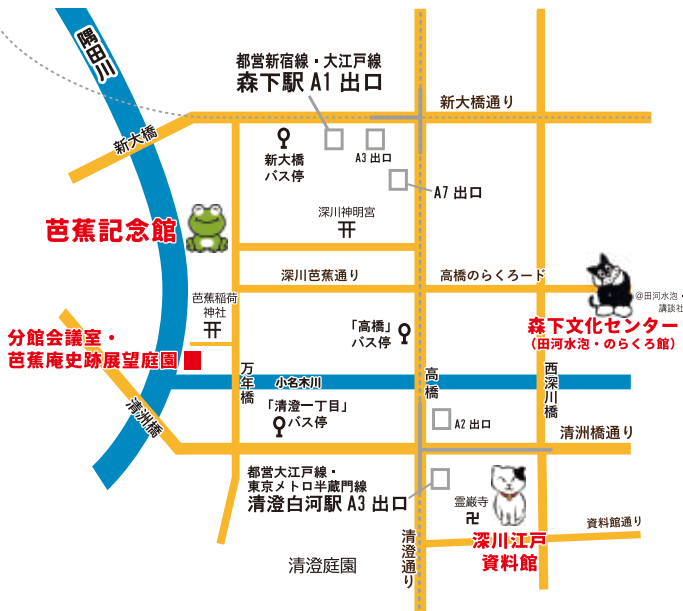 隅田川
都営新宿線・大江戸線
森下駅 A1 出口
新大橋通り
新大橋
新大橋
バス停
A3 出口
A7 出口
深川神明宮
芭蕉記念館
深川芭蕉通り
高橋のらくろード
芭蕉稲荷
神社
@田河水泡・
講談社
「高橋」
バス停
森下文化センター
（田河水泡・のらくろ館）
分館会議室・
芭蕉庵史跡展望庭園
万年橋
小名木川
高橋
西深川橋
清洲橋
「清澄一丁目」
バス停
A2 出口
清洲橋通り
都営大江戸線・
東京メトロ半蔵門線
清澄白河駅 A3 出口
霊巌寺
卍
資料館通り
深川江戸
資料館
清澄通り
清澄庭園